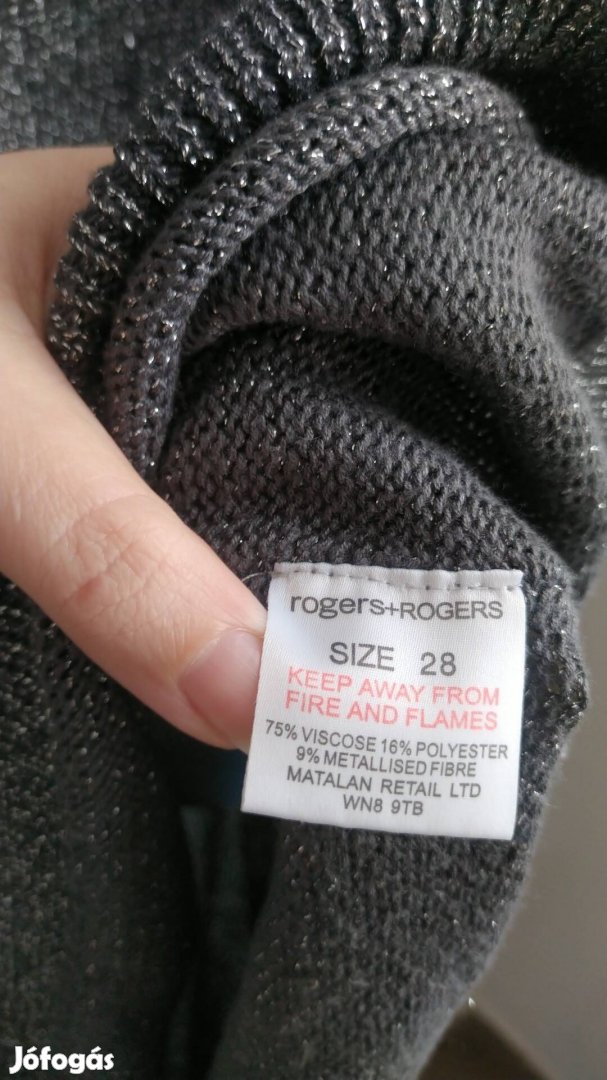 rogers+ROGERS
SIZE 28
KEEP AWAY FROM
FIRE AND FLAMES
75% VISCOSE 16% POLYESTER
9% METALLISED FIBRE
MATALAN RETAIL LTD
WN8 9TB
Jófogás